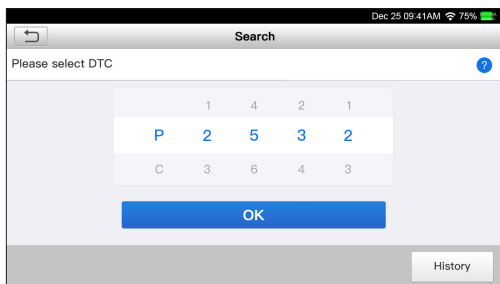 Dec 25 09:41AM 75%
Search
Please select DTC
?
1 4 2 1
P 2 5 3 2
C 3 6 4 3
OK
History